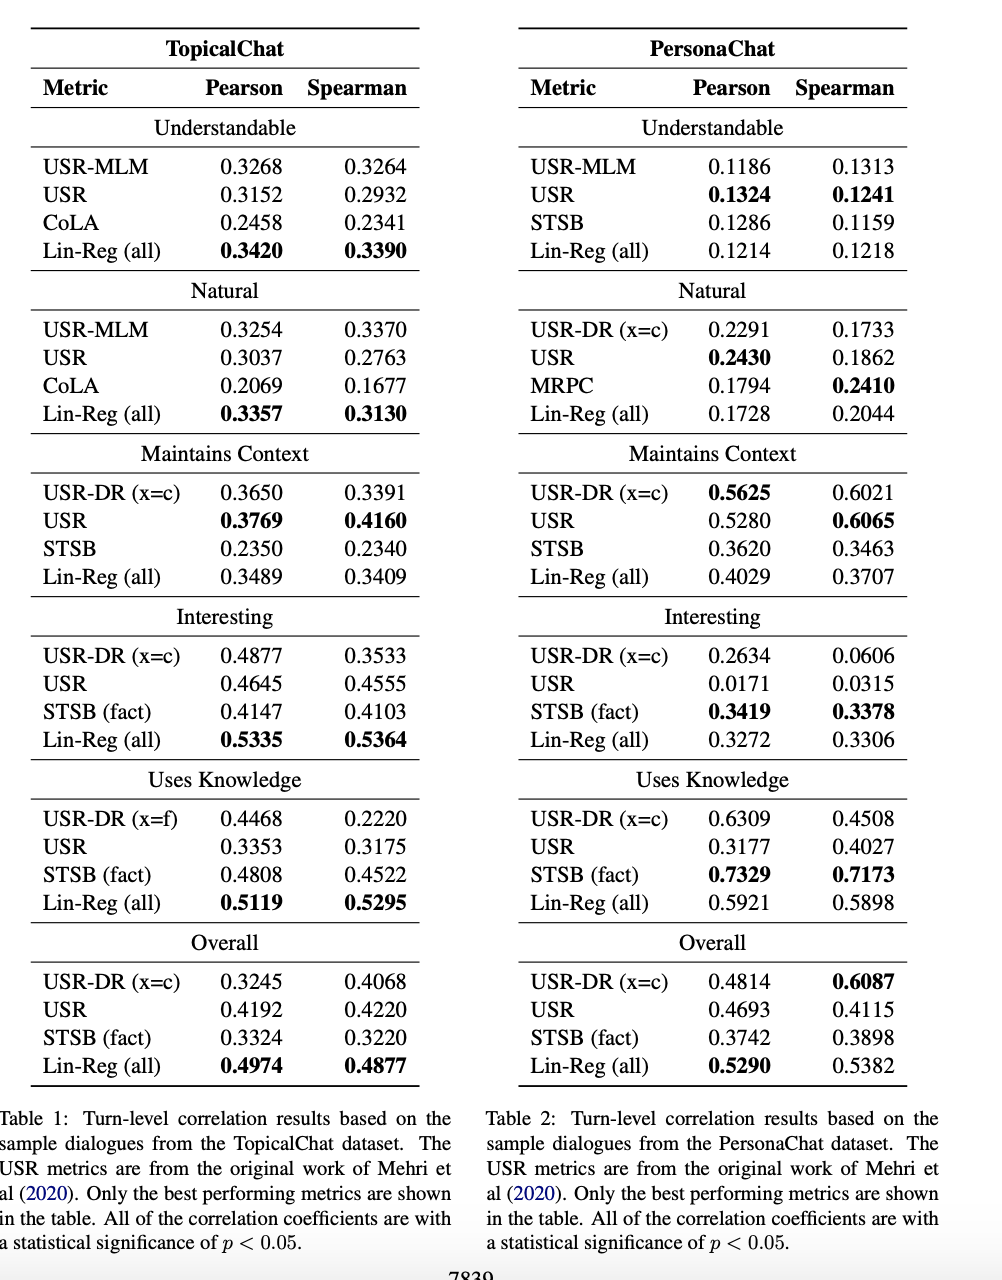 TopicalChat
Metric Pearson Spearman
Understandable
USR-MLM 0.3268 0.3264
USR 0.3152 0.2932
CoLA 0.2458 0.2341
Lin-Reg (all) 0.3420 0.3390
Natural
USR-MLM 0.3254 0.3370
USR 0.3037 0.2763
CoLA 0.2069 0.1677
Lin-Reg (all) 0.3357 0.3130
Maintains Context
USR-DR (x=c) 0.3650 0.3391
USR 0.3769 0.4160
STSB 0.2350 0.2340
Lin-Reg (all) 0.3489 0.3409
Interesting
USR-DR (x=c) 0.4877 0.3533
USR 0.4645 0.4555
STSB (fact) 0.4147 0.4103
Lin-Reg (all) 0.5335 0.5364
Uses Knowledge
USR-DR (x=f) 0.4468 0.2220
USR 0.3353 0.3175
STSB (fact) 0.4808 0.4522
Lin-Reg (all) 0.5119 0.5295
Overall
USR-DR (x=c) 0.3245 0.4068
USR 0.4192 0.4220
STSB (fact) 0.3324 0.3220
Lin-Reg (all) 0.4974 0.4877
Table 1: Turn-level correlation results based on the
sample dialogues from the TopicalChat dataset. The
USR metrics are from the original work of Mehri et
al (2020). Only the best performing metrics are shown
in the table. All of the correlation coefficients are with
a statistical significance of p < 0.05.
PersonaChat
Metric Pearson Spearman
Understandable
USR-MLM 0.1186 0.1313
USR 0.1324 0.1241
STSB 0.1286 0.1159
Lin-Reg (all) 0.1214 0.1218
Natural
USR-DR (x=c) 0.2291 0.1733
USR 0.2430 0.1862
MRPC 0.1794 0.2410
Lin-Reg (all) 0.1728 0.2044
Maintains Context
USR-DR (x=c) 0.5625 0.6021
USR 0.5280 0.6065
STSB 0.3620 0.3463
Lin-Reg (all) 0.4029 0.3707
Interesting
USR-DR (x=c) 0.2634 0.0606
USR 0.0171 0.0315
STSB (fact) 0.3419 0.3378
Lin-Reg (all) 0.3272 0.3306
Uses Knowledge
USR-DR (x=c) 0.6309 0.4508
USR 0.3177 0.4027
STSB (fact) 0.7329 0.7173
Lin-Reg (all) 0.5921 0.5898
Overall
USR-DR (x=c) 0.4814 0.6087
USR 0.4693 0.4115
STSB (fact) 0.3742 0.3898
Lin-Reg (all) 0.5290 0.5382
Table 2: Turn-level correlation results based on the
sample dialogues from the PersonaChat dataset. The
USR metrics are from the original work of Mehri et
al (2020). Only the best performing metrics are shown
in the table. All of the correlation coefficients are with
a statistical significance of p < 0.05.
7839